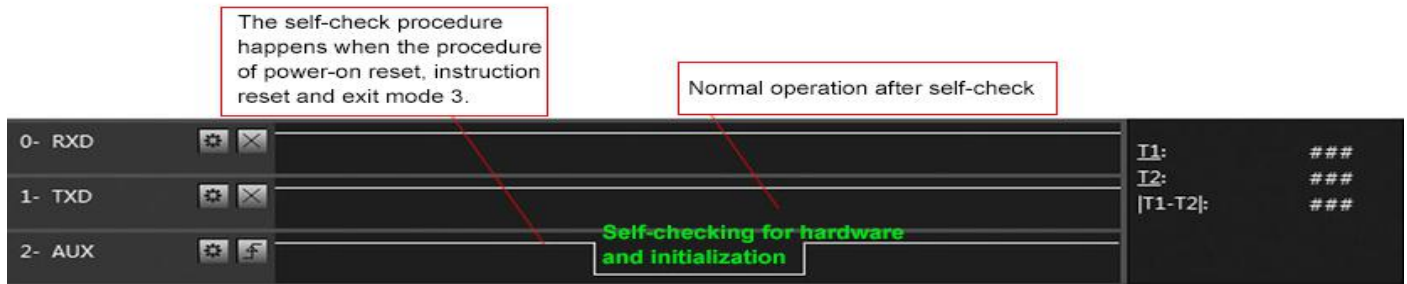 The self-check procedure
happens when the procedure
of power-on reset, instruction
reset and exit mode 3.
Normal operation after self-check
0- RXD
1- TXD
2- AUX
Self-checking for hardware
and initialization
T1: ###
T2: ###
|T1-T2|: ###